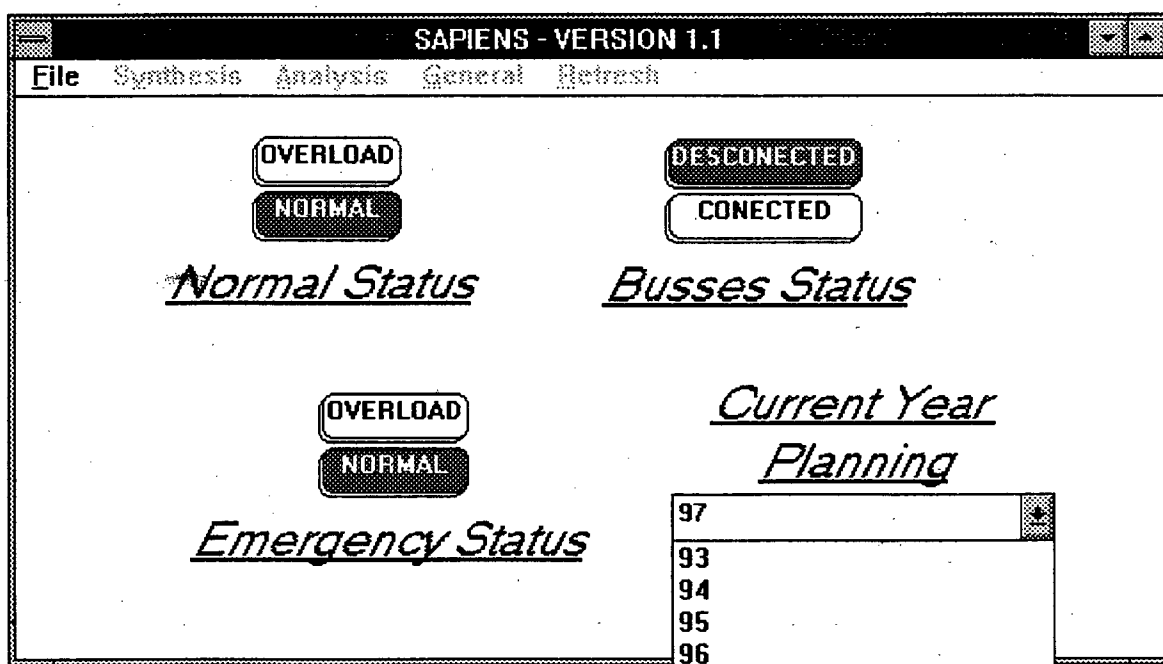 SAPIENS - VERSION 1.1
File Synthesis Analysis General Refresh
OVERLOAD
NORMAL
Normal Status
DESCONECTED
CONECTED
Busses Status
OVERLOAD
NORMAL
Emergency Status
Current Year
Planning
97
93
94
95
96